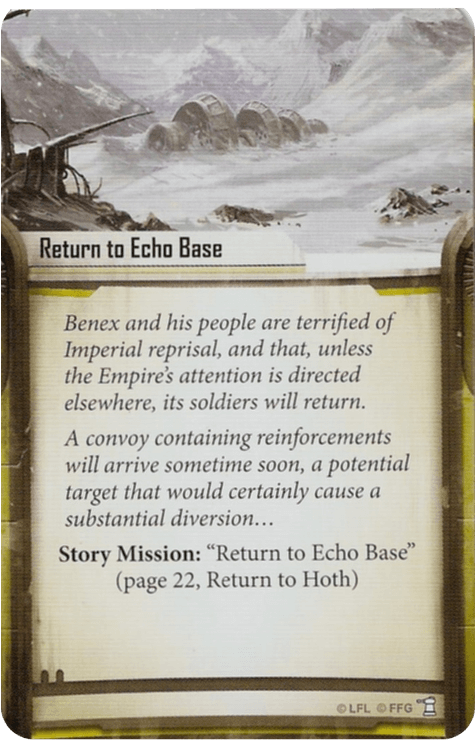 Return to Echo Base
Benex and his people are terrified of
Imperial reprisal, and that, unless
the Empire's attention is directed
elsewhere, its soldiers will return.
A convoy containing reinforcements
will arrive sometime soon, a potential
target that would certainly cause a
substantial diversion…
Story Mission: “Return to Echo Base”
(page 22, Return to Hoth)
© LFL © FFG